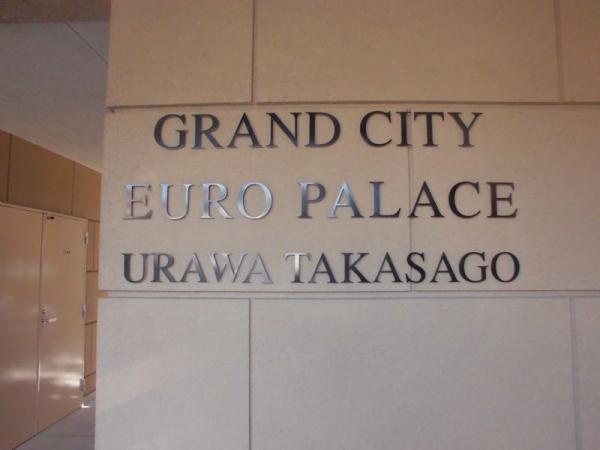 GRAND CITY
EURO PALACE
URAWA TAKASAGO